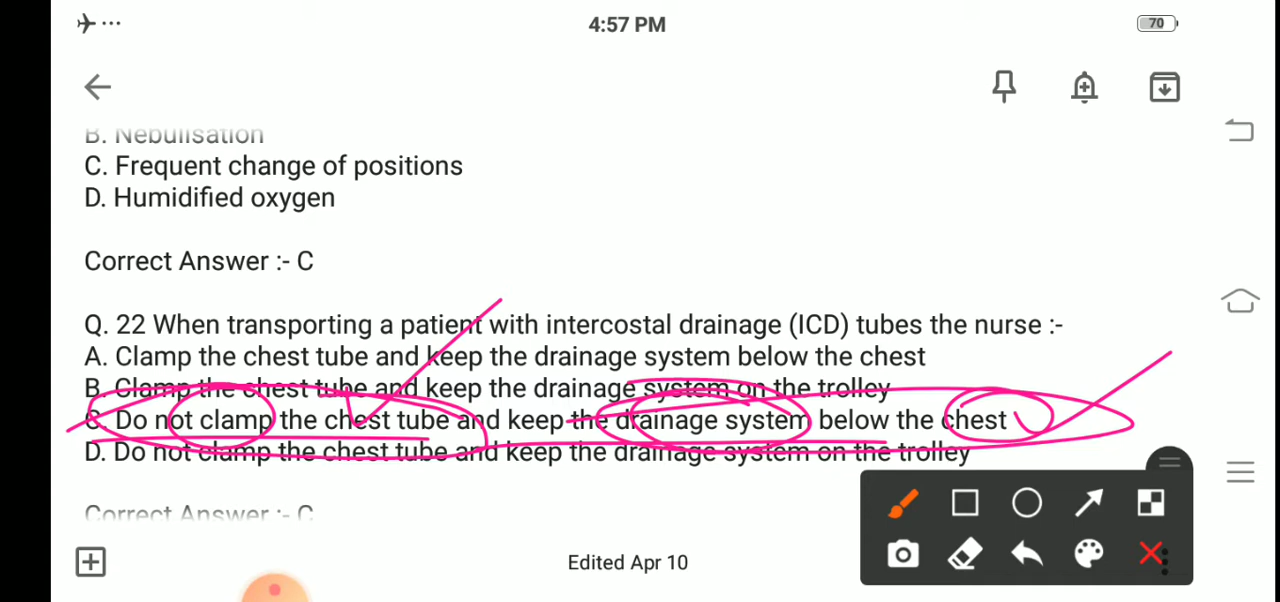 4:57 PM
70
B. Nebulisation
C. Frequent change of positions
D. Humidified oxygen
Correct Answer :- C
Q. 22 When transporting a patient with intercostal drainage (ICD) tubes the nurse :-
A. Clamp the chest tube and keep the drainage system below the chest
B. Clamp the chest tube and keep the drainage system on the trolley
C. Do not clamp the chest tube and keep the drainage system below the chest
D. Do not clamp the chest tube and keep the drainage system on the trolley
Correct Answer :- C
Edited Apr 10